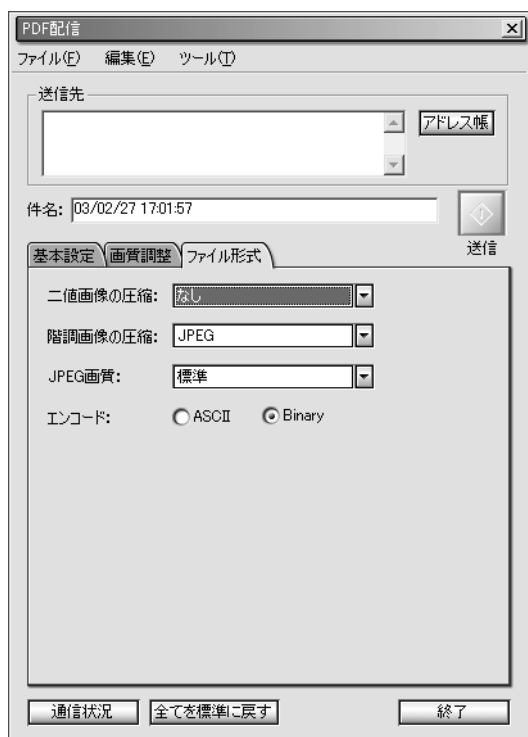 PDF配信
ファイル(F) 編集(E) ツール(T)
送信先
アドレス帳
件名: 03/02/27 17:01:57
送信
基本設定 画質調整 ファイル形式
二値画像の圧縮: なし
階調画像の圧縮: JPEG
JPEG画質: 標準
エンコード: ASCII Binary
通信状況 全てを標準に戻す 終了